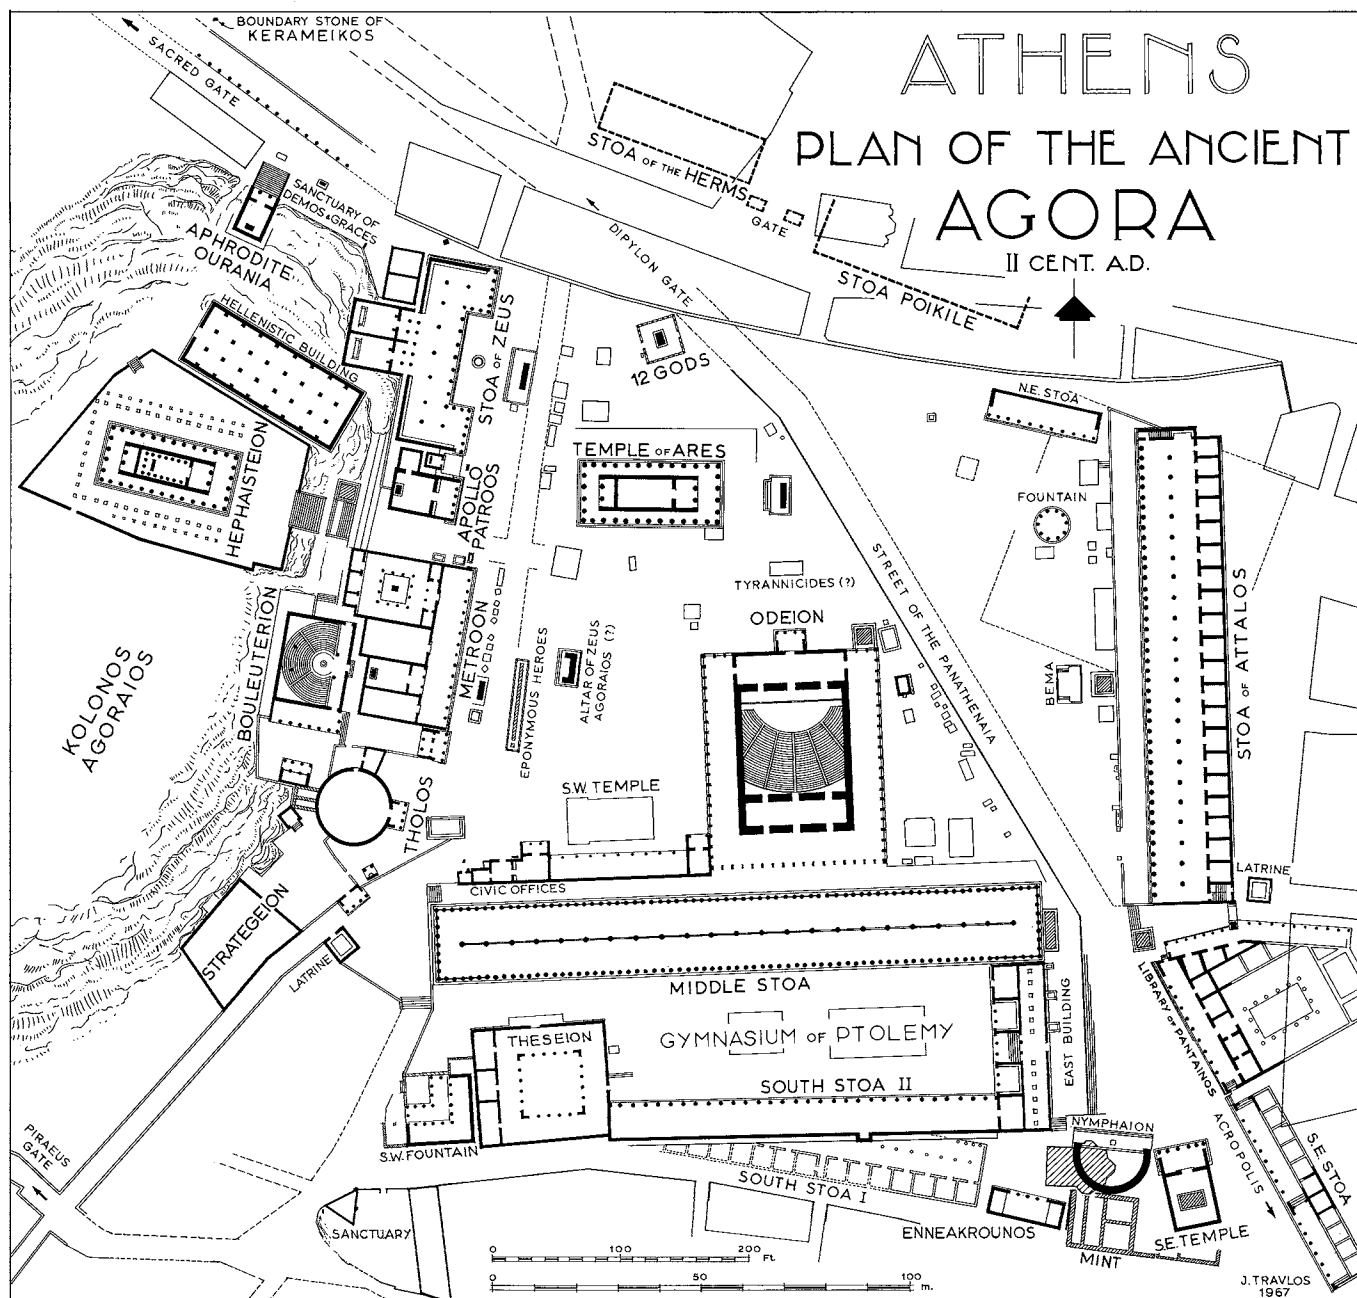 BOUNDARY STONE OF
KERAMEIKOS
SACRED GATE
ATHENS
PLAN OF THE ANCIENT
AGORA
II CENT. A.D.
STOA OF THE HERMS
GATE
STOA POIKILE
DIPYLON GATE
SANCTUARY OF
DEMOS & GRACES
APHRODITE
OURANIA
HELLENISTIC BUILDING
STOA OF ZEUS
12 GODS
N.E. STOA
HEPHAISTEION
APOLLO
PATROOS
TEMPLE OF ARES
FOUNTAIN
STREET OF THE PANATHENAIA
TYRANNICIDES (?)
ODEION
KOLONOS
AGORAIOS
BOULEUTERION
METROON
EPONYMOUS HEROES
ALTAR OF ZEUS
AGORAIOS (?)
BEMA
STOA OF ATTALOS
THOLOS
S.W. TEMPLE
CIVIC OFFICES
LATRINE
STRATEGEION
LATRINE
MIDDLE STOA
LIBRARY OF PANTAINOS
THESEION
GYMNASIUM OF PTOLEMY
EAST BUILDING
SOUTH STOA II
PIRAEUS
GATE
S.W. FOUNTAIN
NYMPHAION
ACROPOLIS
S.E. STOA
SOUTH STOA I
SANCTUARY
ENNEAKROUNOS
MINT
S.E. TEMPLE
0 100 200
Ft.
0 50 100
m.
J. TRAVLOS
1967